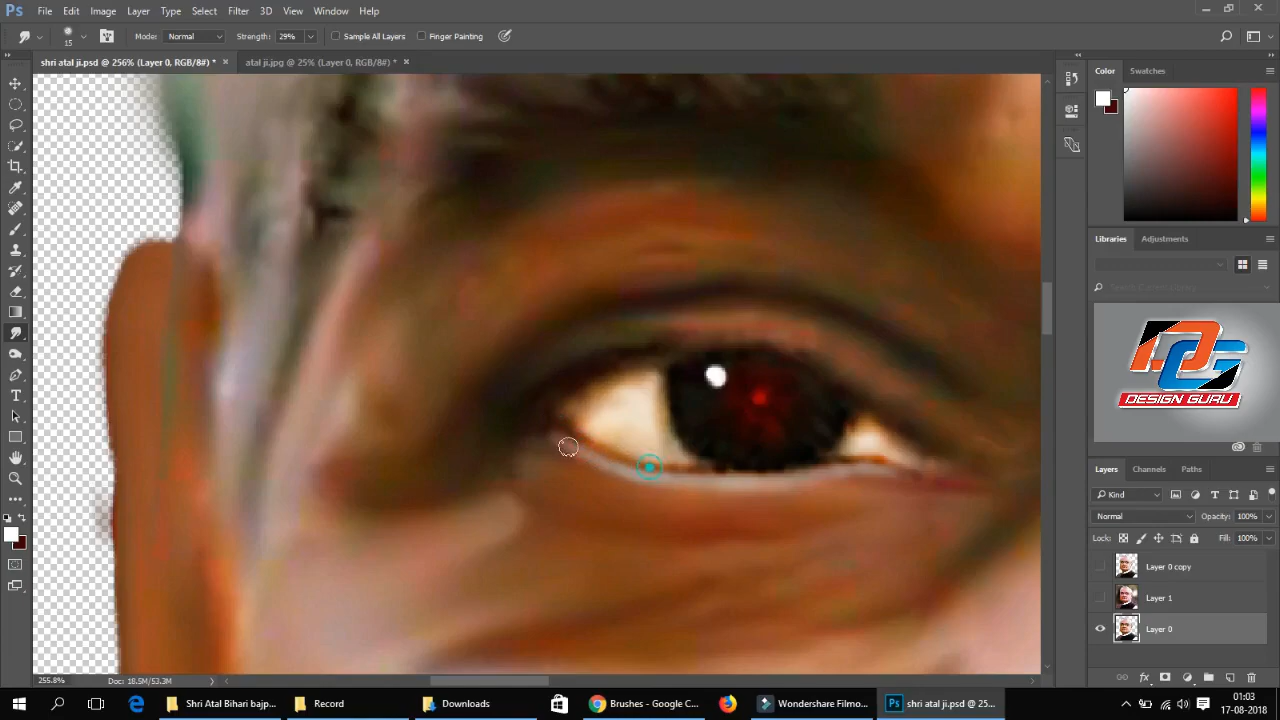 Ps File Edit Image Layer Type Select Filter 3D View Window Help
15 Mode: Normal Strength: 29% Sample All Layers Finger Painting
shri atal ji.psd @ 256% (Layer 0, RGB/8#) * × atal ji.jpg @ 25% (Layer 0, RGB/8#) * ×
Color Swatches
Libraries Adjustments
DG
DESIGN GURU
Layers Channels Paths
Kind
Normal Opacity: 100%
Lock: Fill: 100%
Layer 0 copy
Layer 1
Layer 0
255.8% Doc: 18.5M/53.3M
Shri Atal Bihari bajp... Record Downloads Brushes - Google C... Wondershare Filmo... Ps shri atal ji.psd @ 25...
01:03
17-08-2018